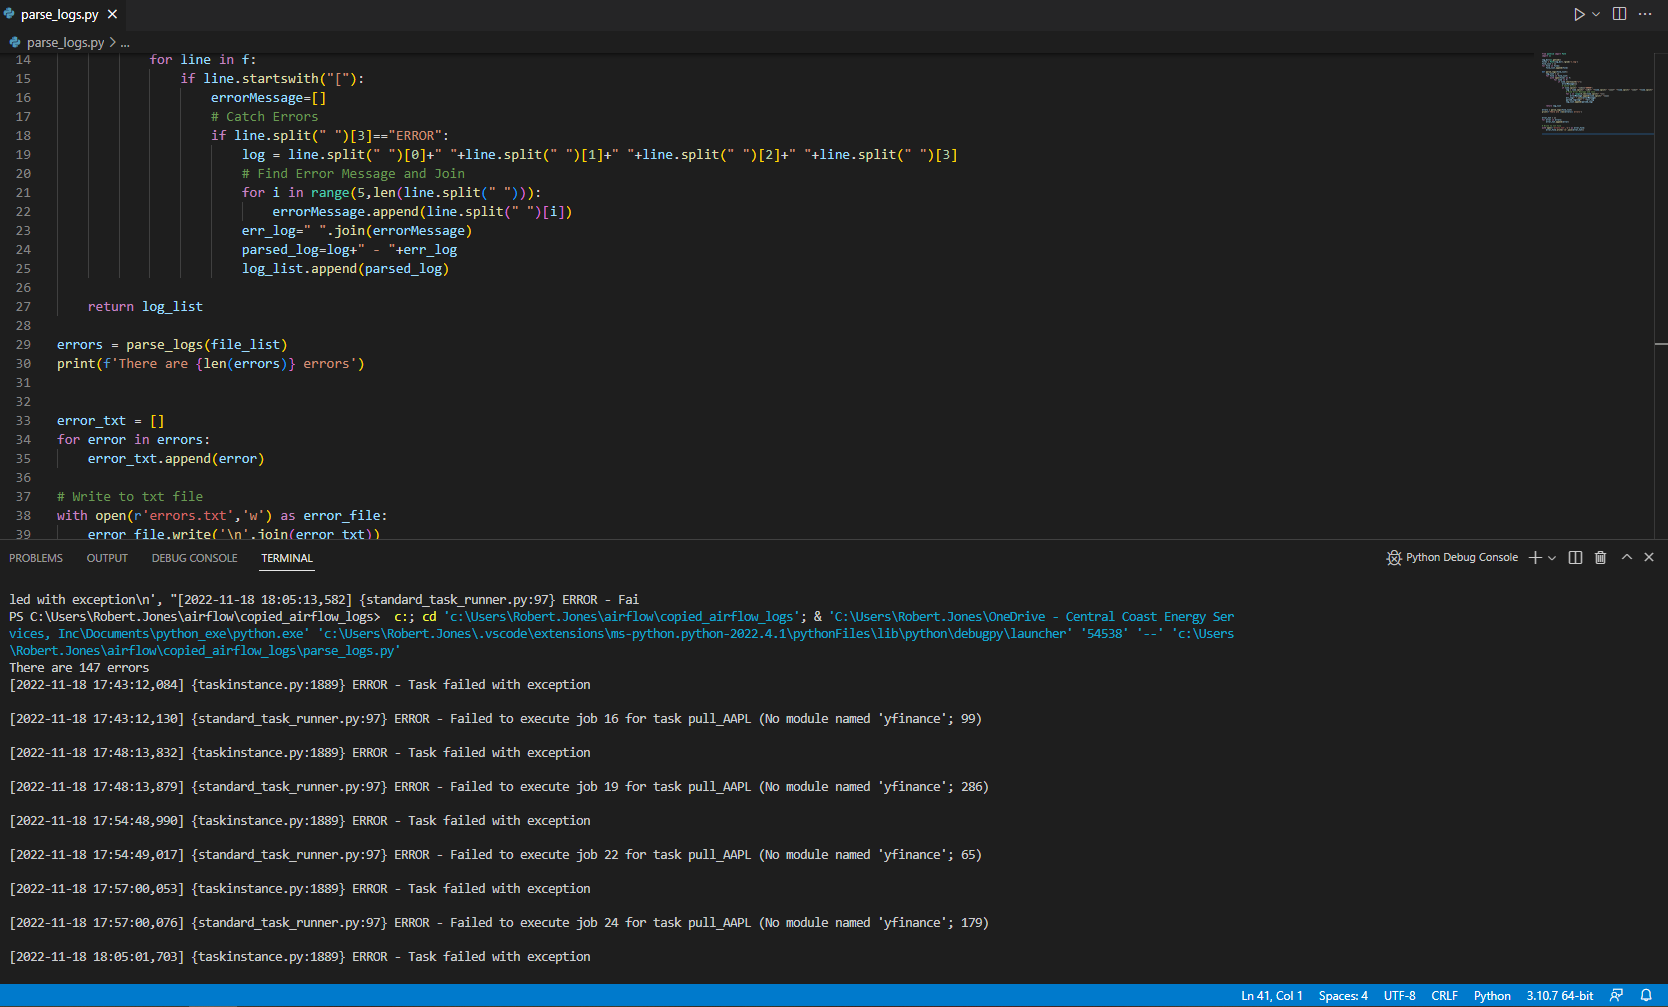 parse_logs.py
parse_logs.py > ...
14 for line in f:
15 if line.startswith("["):
16 errorMessage=[]
17 # Catch Errors
18 if line.split(" ")[3]=="ERROR":
19 log = line.split(" ")[0]+" "+line.split(" ")[1]+" "+line.split(" ")[2]+" "+line.split(" ")[3]
20 # Find Error Message and Join
21 for i in range(5,len(line.split(" "))):
22 errorMessage.append(line.split(" ")[i])
23 err_log=" ".join(errorMessage)
24 parsed_log=log+" - "+err_log
25 log_list.append(parsed_log)
26
27 return log_list
28
29 errors = parse_logs(file_list)
30 print(f'There are {len(errors)} errors')
31
32
33 error_txt = []
34 for error in errors:
35 error_txt.append(error)
36
37 # Write to txt file
38 with open(r'errors.txt','w') as error_file:
39 error_file.write('\n'.join(error_txt))
PROBLEMS OUTPUT DEBUG CONSOLE TERMINAL Python Debug Console
led with exception\n', "[2022-11-18 18:05:13,582] {standard_task_runner.py:97} ERROR - Fai
PS C:\Users\Robert.Jones\airflow\copied_airflow_logs> c:; cd 'c:\Users\Robert.Jones\airflow\copied_airflow_logs'; & 'C:\Users\Robert.Jones\OneDrive - Central Coast Energy Ser
vices, Inc\Documents\python_exe\python.exe' 'c:\Users\Robert.Jones\.vscode\extensions\ms-python.python-2022.4.1\pythonFiles\lib\python\debugpy\launcher' '54538' '--' 'c:\Users
\Robert.Jones\airflow\copied_airflow_logs\parse_logs.py'
There are 147 errors
[2022-11-18 17:43:12,084] {taskinstance.py:1889} ERROR - Task failed with exception
[2022-11-18 17:43:12,130] {standard_task_runner.py:97} ERROR - Failed to execute job 16 for task pull_AAPL (No module named 'yfinance'; 99)
[2022-11-18 17:48:13,832] {taskinstance.py:1889} ERROR - Task failed with exception
[2022-11-18 17:48:13,879] {standard_task_runner.py:97} ERROR - Failed to execute job 19 for task pull_AAPL (No module named 'yfinance'; 286)
[2022-11-18 17:54:48,990] {taskinstance.py:1889} ERROR - Task failed with exception
[2022-11-18 17:54:49,017] {standard_task_runner.py:97} ERROR - Failed to execute job 22 for task pull_AAPL (No module named 'yfinance'; 65)
[2022-11-18 17:57:00,053] {taskinstance.py:1889} ERROR - Task failed with exception
[2022-11-18 17:57:00,076] {standard_task_runner.py:97} ERROR - Failed to execute job 24 for task pull_AAPL (No module named 'yfinance'; 179)
[2022-11-18 18:05:01,703] {taskinstance.py:1889} ERROR - Task failed with exception
Ln 41, Col 1 Spaces: 4 UTF-8 CRLF Python 3.10.7 64-bit